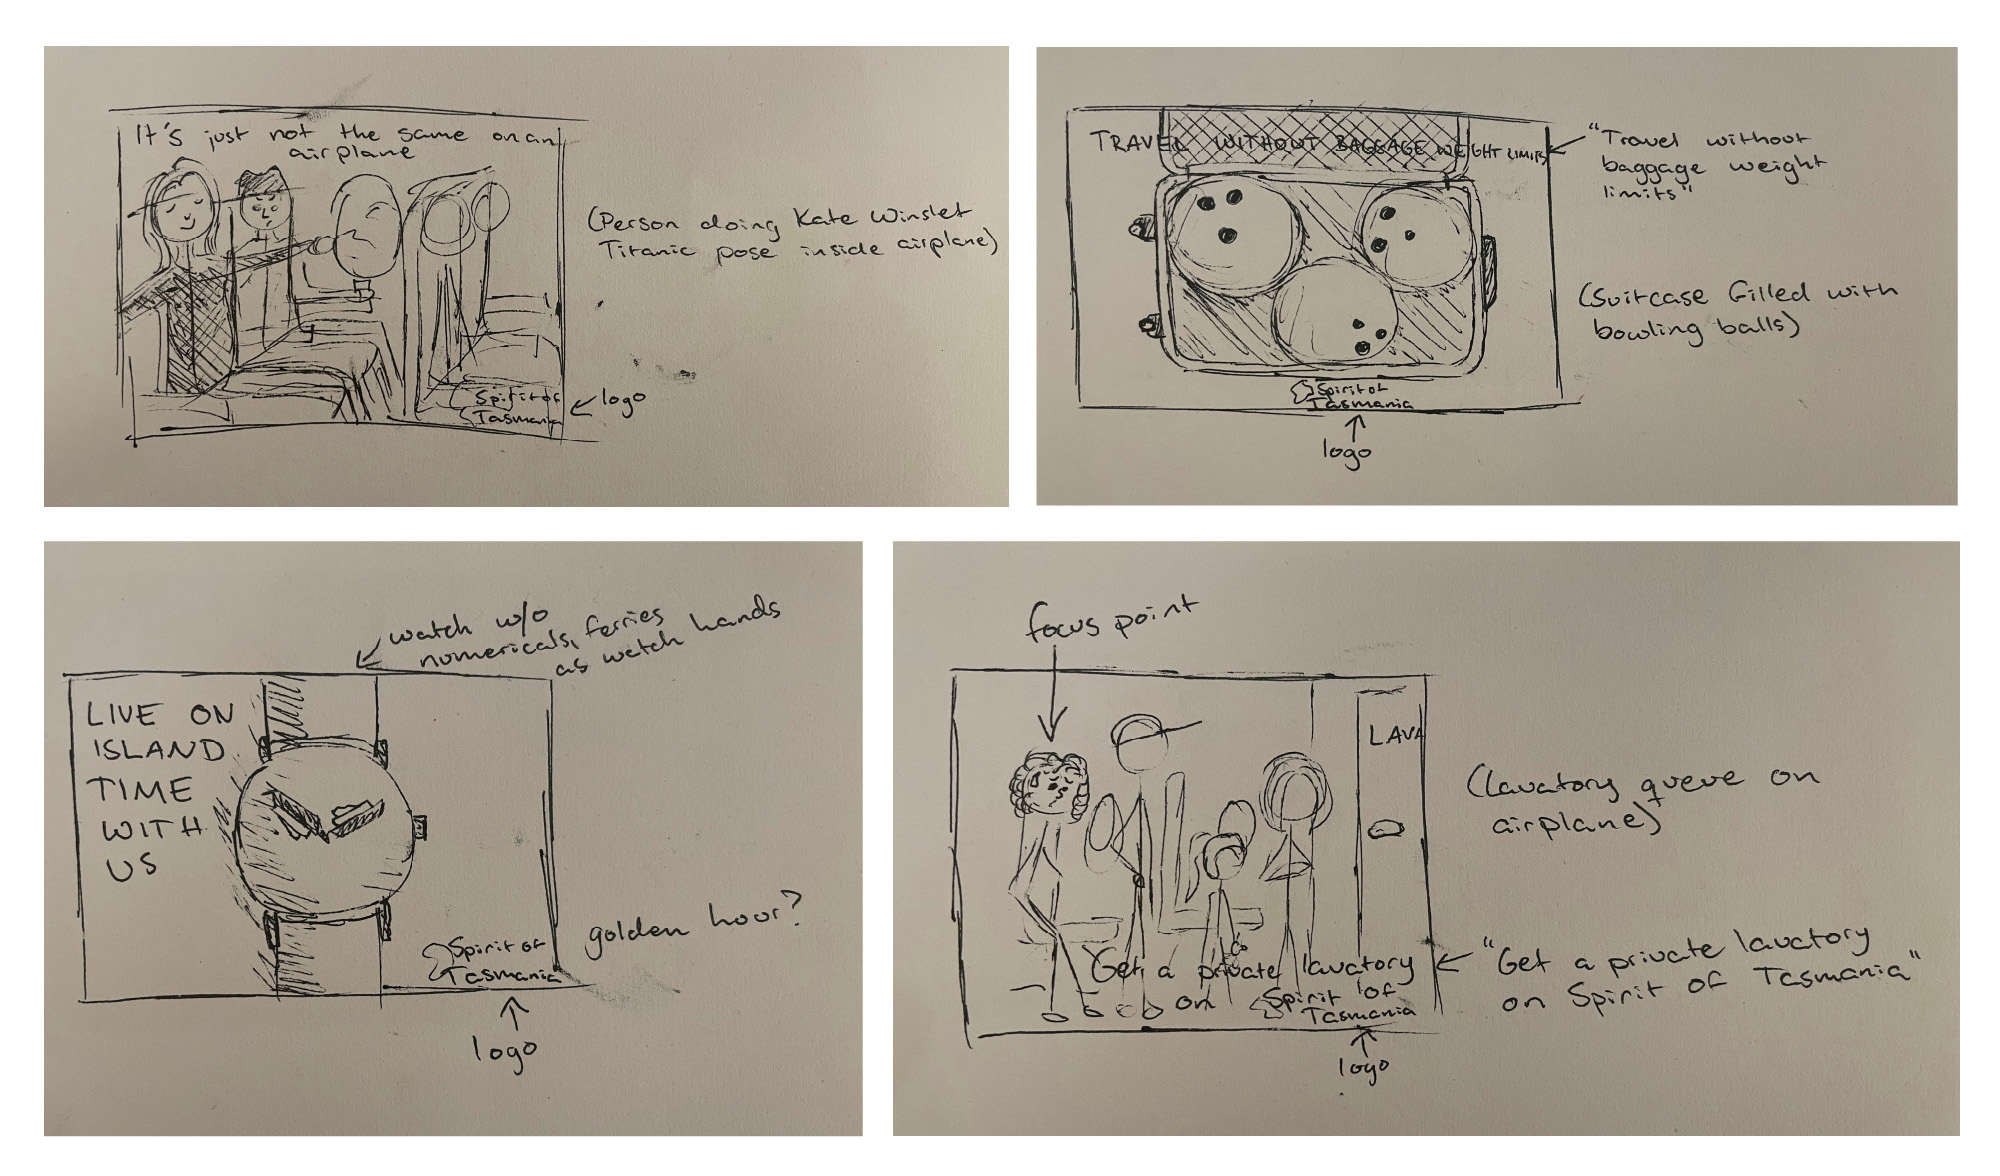 It's just not the same on an
airplane
(Person doing Kate Winslet
Titanic pose inside airplane)
Spirit of
Tasmania
logo
TRAVEL WITHOUT BAGGAGE WEIGHT LIMITS
"Travel without
baggage weight
limits"
(Suitcase filled with
bowling balls)
Spirit of
Tasmania
logo
watch w/o
numericals, ferries
as watch hands
LIVE ON
ISLAND
TIME
WITH
US
golden hour?
Spirit of
Tasmania
logo
focus point
LAVA
(lavatory queue on
airplane)
Get a private lavatory
on Spirit of
Tasmania
"Get a private lavatory
on Spirit of Tasmania"
logo